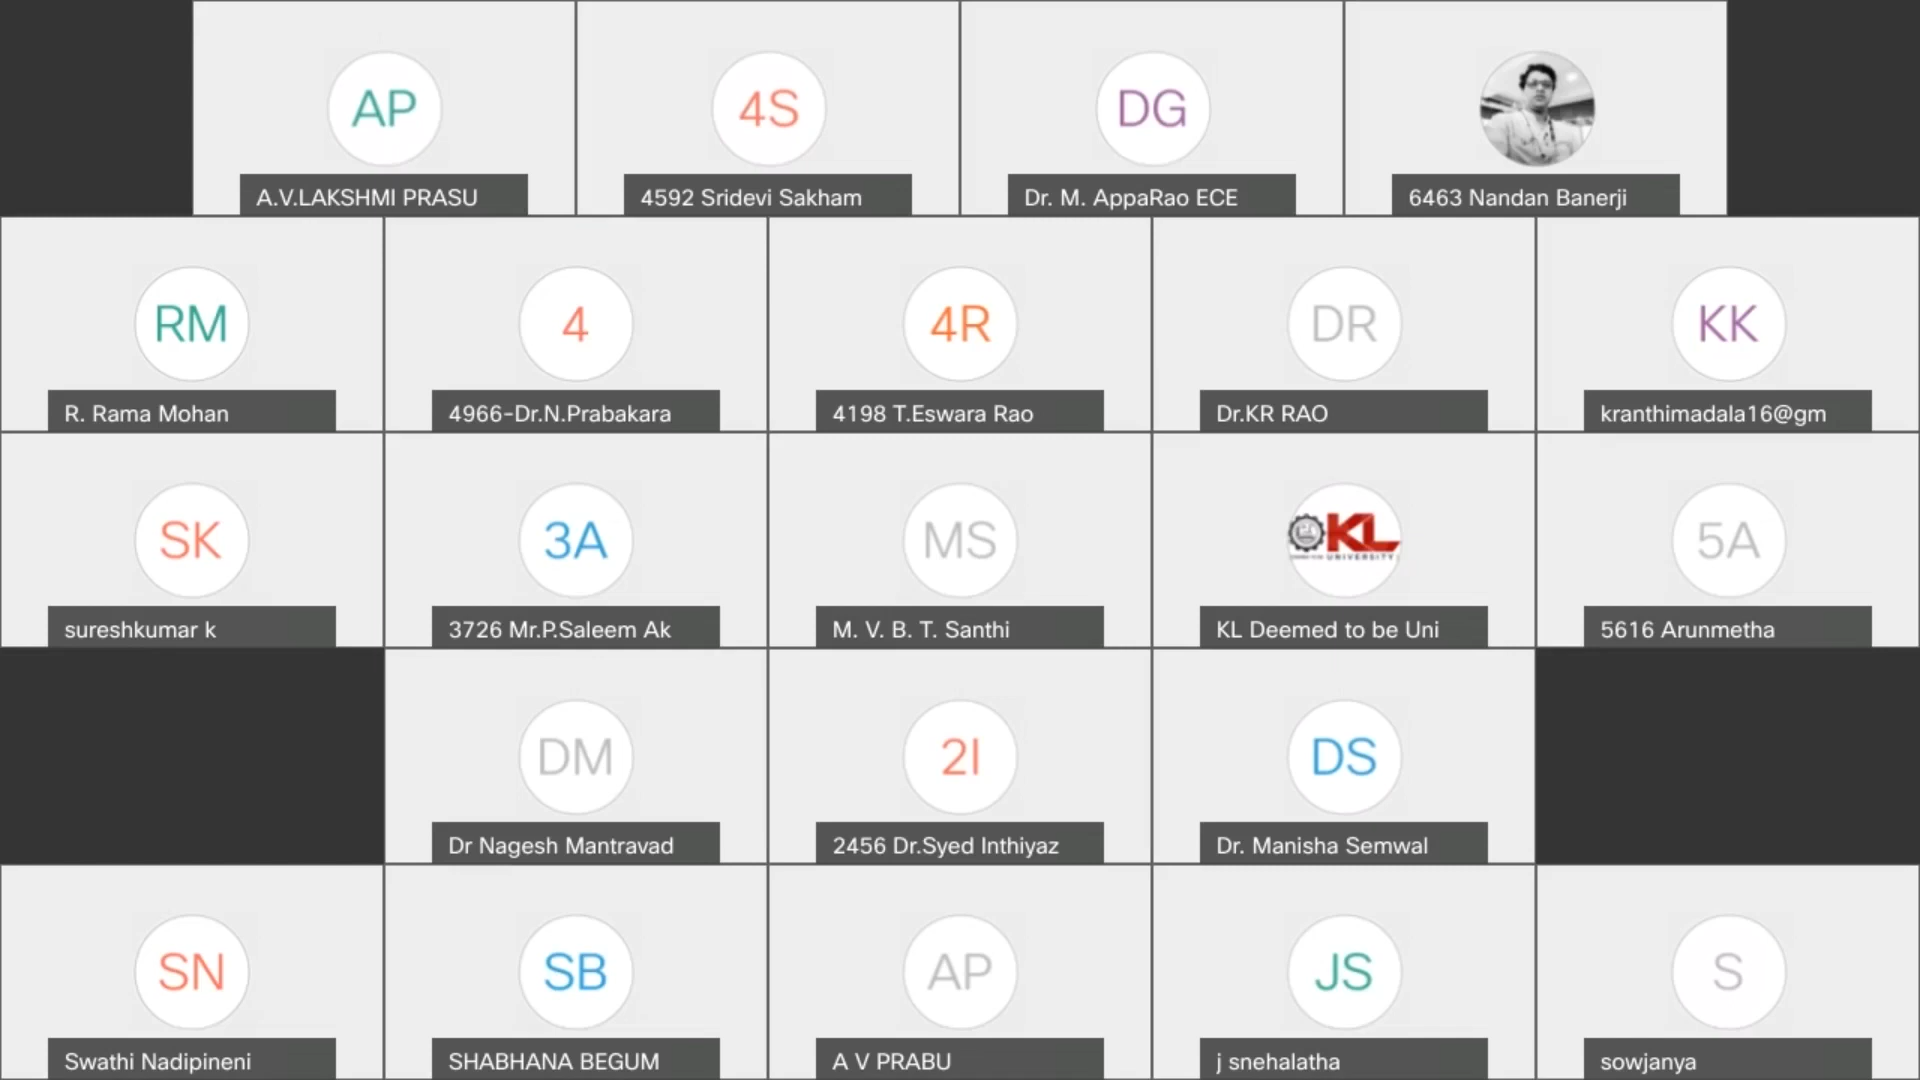 AP
4S
DG
A.V.LAKSHMI PRASU
4592 Sridevi Sakham
Dr. M. AppaRao ECE
6463 Nandan Banerji
RM
4
4R
DR
KK
R. Rama Mohan
4966-Dr.N.Prabakara
4198 T.Eswara Rao
Dr.KR RAO
kranthimadala16@gm
SK
3A
MS
KL
UNIVERSITY
5A
sureshkumar k
3726 Mr.P.Saleem Ak
M. V. B. T. Santhi
KL Deemed to be Uni
5616 Arunmetha
DM
2I
DS
Dr Nagesh Mantravad
2456 Dr.Syed Inthiyaz
Dr. Manisha Semwal
SN
SB
AP
JS
S
Swathi Nadipineni
SHABHANA BEGUM
A V PRABU
j snehalatha
sowjanya